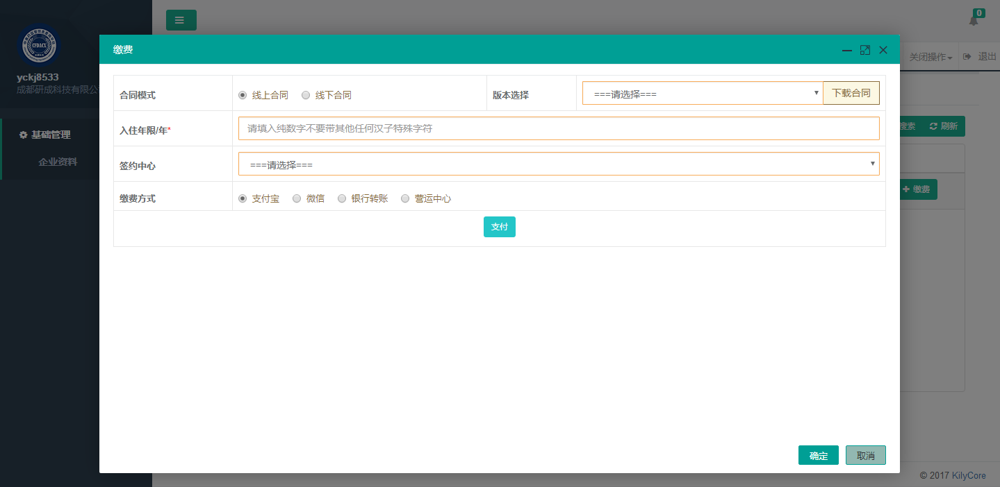 0
CFDACX
yckj8533
成都研成科技有限公
关闭操作
退出
基础管理
企业资料
搜索
刷新
缴费
缴费
合同模式
线上合同
线下合同
版本选择
===请选择===
下载合同
入住年限/年*
请填入纯数字不要带其他任何汉子特殊字符
签约中心
===请选择===
缴费方式
支付宝
微信
银行转账
营运中心
支付
确定
取消
© 2017 KilyCore